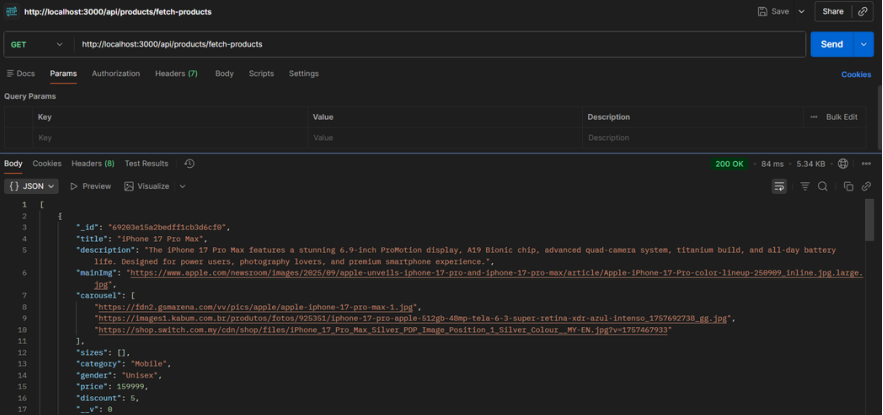 http://localhost:3000/api/products/fetch-products
Save
Share
GET
http://localhost:3000/api/products/fetch-products
Send
Docs
Params
Authorization
Headers (7)
Body
Scripts
Settings
Cookies
Query Params
Key
Value
Description
Bulk Edit
Key
Value
Description
Body
Cookies
Headers (8)
Test Results
200 OK
84 ms
5.34 KB
{} JSON
Preview
Visualize
1 [
2 {
3 "_id": "69203e15a2bedff1cb3d6cf0",
4 "title": "iPhone 17 Pro Max",
5 "description": "The iPhone 17 Pro Max features a stunning 6.9-inch ProMotion display, A19 Bionic chip, advanced quad-camera system, titanium build, and all-day battery
life. Designed for power users, photography lovers, and premium smartphone experience.",
6 "mainImg": "https://www.apple.com/newsroom/images/2025/09/apple-unveils-iphone-17-pro-and-iphone-17-pro-max/article/Apple-iPhone-17-Pro-color-lineup-250909_inline.jpg.large.
jpg",
7 "carousel": [
8 "https://fdn2.gsmarena.com/vv/pics/apple/apple-iphone-17-pro-max-1.jpg",
9 "https://images1.kabum.com.br/produtos/fotos/925351/iphone-17-pro-apple-512gb-48mp-tela-6-3-super-retina-xdr-azul-intenso_1757692738_gg.jpg",
10 "https://shop.switch.com.my/cdn/shop/files/iPhone_17_Pro_Max_Silver_PDP_Image_Position_1_Silver_Colour__MY-EN.jpg?v=1757467933"
11 ],
12 "sizes": [],
13 "category": "Mobile",
14 "gender": "Unisex",
15 "price": 159999,
16 "discount": 5,
17 "__v": 0